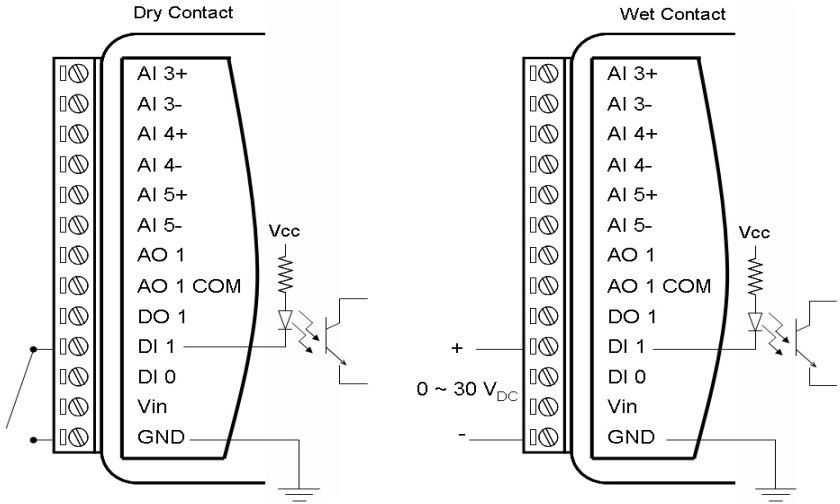 Dry Contact
AI 3+
AI 3-
AI 4+
AI 4-
AI 5+
AI 5-
AO 1
AO 1 COM
DO 1
DI 1
DI 0
Vin
GND
Vcc
Wet Contact
AI 3+
AI 3-
AI 4+
AI 4-
AI 5+
AI 5-
AO 1
AO 1 COM
DO 1
DI 1
DI 0
Vin
GND
Vcc
+
0 ~ 30 VDC
-